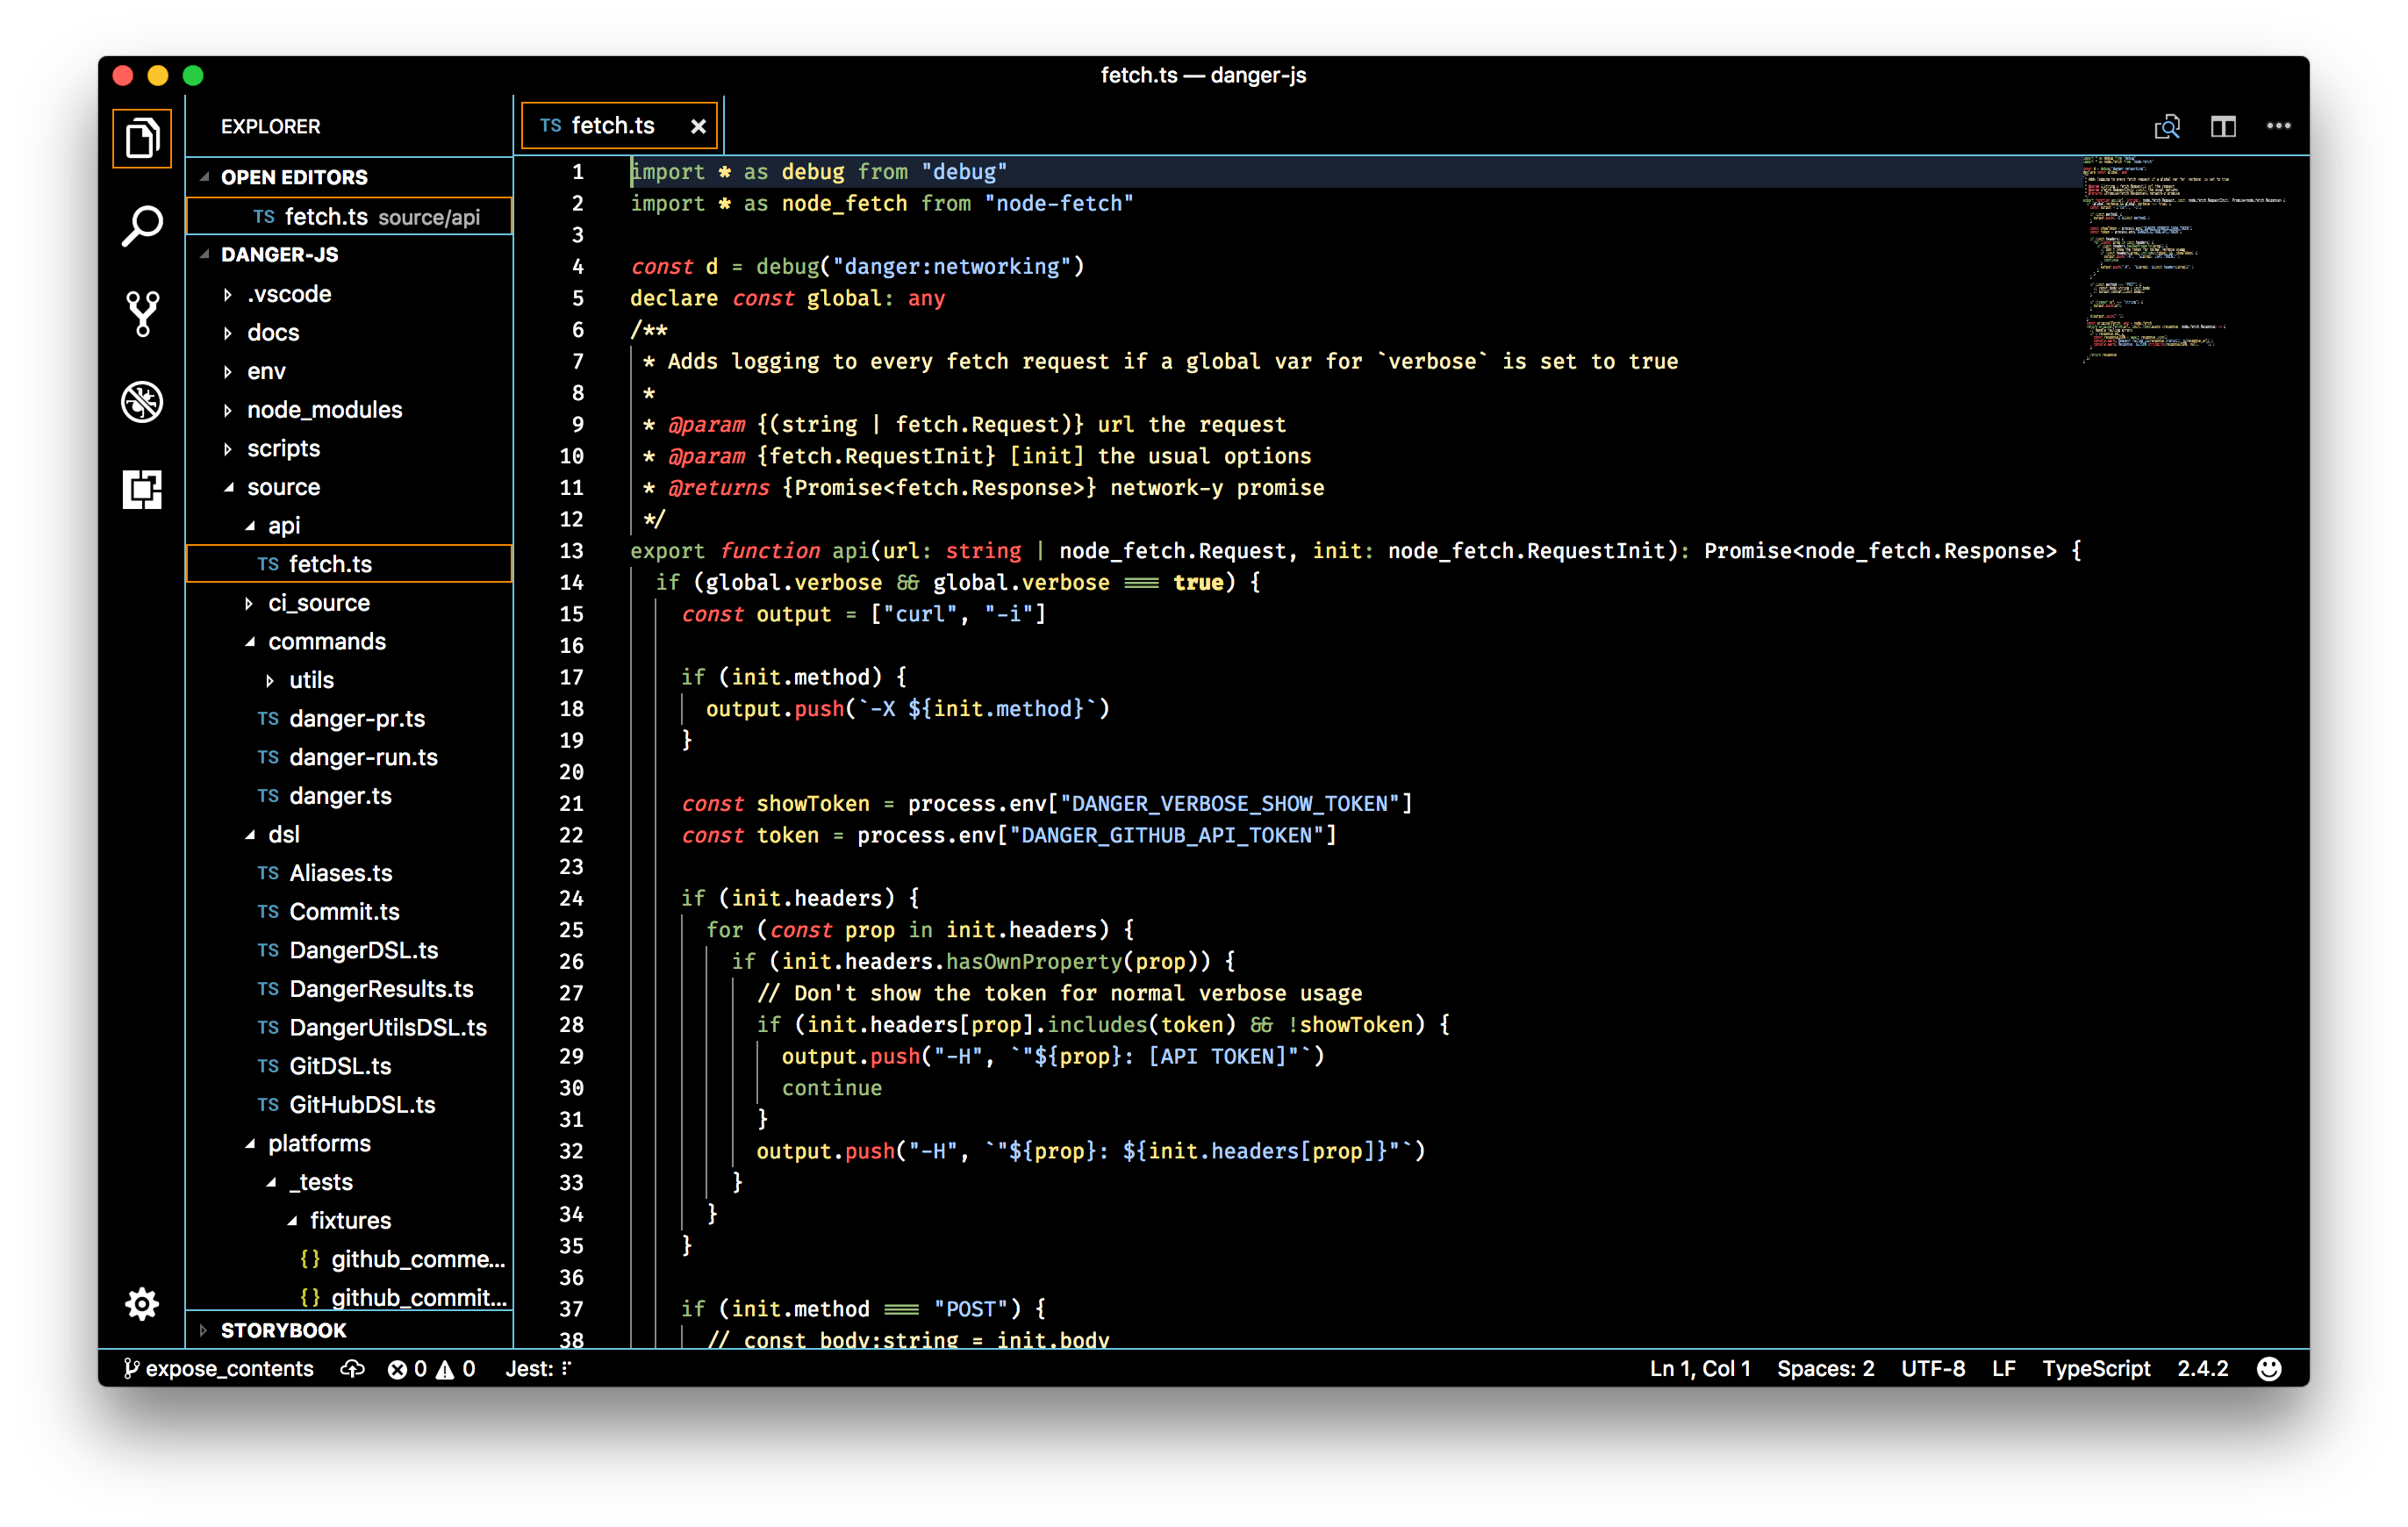 fetch.ts — danger-js
EXPLORER
OPEN EDITORS
TS fetch.ts source/api
DANGER-JS
.vscode
docs
env
node_modules
scripts
source
api
TS fetch.ts
ci_source
commands
utils
TS danger-pr.ts
TS danger-run.ts
TS danger.ts
dsl
TS Aliases.ts
TS Commit.ts
TS DangerDSL.ts
TS DangerResults.ts
TS DangerUtilsDSL.ts
TS GitDSL.ts
TS GitHubDSL.ts
platforms
_tests
fixtures
{} github_comme...
{} github_commit...
STORYBOOK
TS fetch.ts
1 import * as debug from "debug"
2 import * as node_fetch from "node-fetch"
3
4 const d = debug("danger:networking")
5 declare const global: any
6 /**
7 * Adds logging to every fetch request if a global var for `verbose` is set to true
8 *
9 * @param {(string | fetch.Request)} url the request
10 * @param {fetch.RequestInit} [init] the usual options
11 * @returns {Promise<fetch.Response>} network-y promise
12 */
13 export function api(url: string | node_fetch.Request, init: node_fetch.RequestInit): Promise<node_fetch.Response> {
14 if (global.verbose && global.verbose === true) {
15 const output = ["curl", "-i"]
16
17 if (init.method) {
18 output.push(`-X ${init.method}`)
19 }
20
21 const showToken = process.env["DANGER_VERBOSE_SHOW_TOKEN"]
22 const token = process.env["DANGER_GITHUB_API_TOKEN"]
23
24 if (init.headers) {
25 for (const prop in init.headers) {
26 if (init.headers.hasOwnProperty(prop)) {
27 // Don't show the token for normal verbose usage
28 if (init.headers[prop].includes(token) && !showToken) {
29 output.push("-H", `"${prop}: [API TOKEN]"`)
30 continue
31 }
32 output.push("-H", `"${prop}: ${init.headers[prop]}"`)
33 }
34 }
35 }
36
37 if (init.method === "POST") {
38 // const body:string = init.body
expose_contents 0 0 Jest: Ln 1, Col 1 Spaces: 2 UTF-8 LF TypeScript 2.4.2